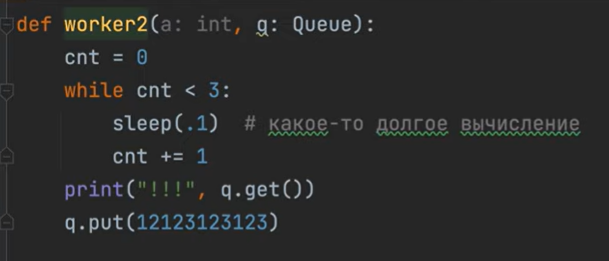 def worker2(a: int, q: Queue):
    cnt = 0
    while cnt < 3:
        sleep(.1)  # какое-то долгое вычисление
        cnt += 1
    print("!!!", q.get())
    q.put(12123123123)